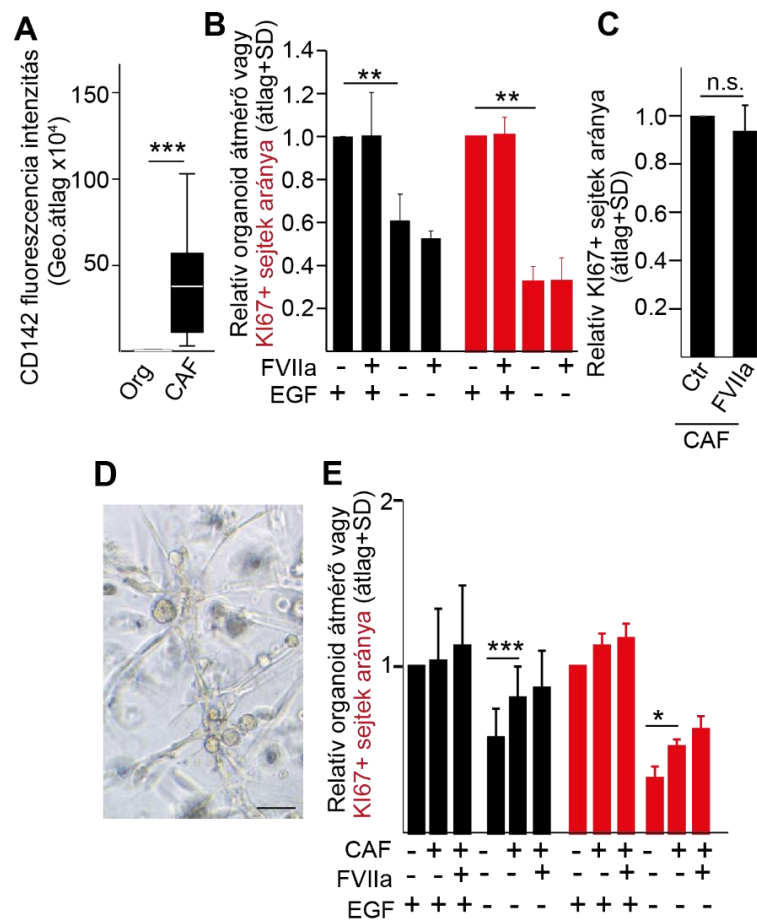 A
CD142 fluoreszcencia intenzitás
(Geo.átlag x10⁴)
150
100
50
***
Org
CAF
B
Relatív organoid átmérő vagy
KI67+ sejtek aránya (átlag+SD)
1.4
1.2
1.0
0.8
0.6
0.4
0.2
**
**
FVIIa - + - + - + - +
EGF + + - - + + - -
C
Relatív KI67+ sejtek aránya
(átlag+SD)
1.0
0.8
0.6
0.4
0.2
n.s.
Ctr
FVIIa
CAF
D
E
Relatív organoid átmérő vagy
KI67+ sejtek aránya (átlag+SD)
2
1
***
*
CAF - + + - + + - + + - + +
FVIIa - + - + - + - +
EGF + + + - - - + + + - - -